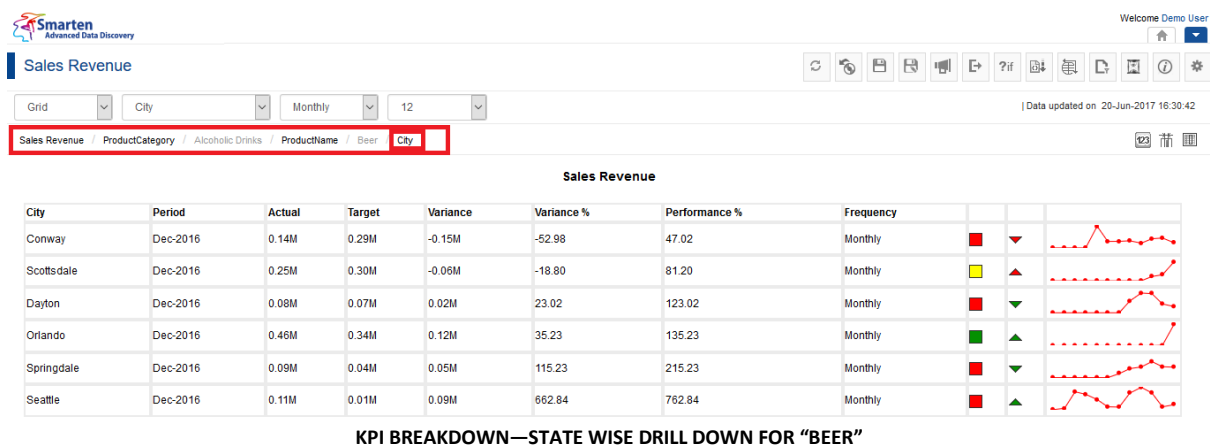 Smarten
Advanced Data Discovery
Welcome Demo User
Sales Revenue
?if
Grid City Monthly 12 | Data updated on 20-Jun-2017 16:30:42
Sales Revenue / ProductCategory / Alcoholic Drinks / ProductName / Beer / City 123
Sales Revenue
City Period Actual Target Variance Variance % Performance % Frequency
Conway Dec-2016 0.14M 0.29M -0.15M -52.98 47.02 Monthly
Scottsdale Dec-2016 0.25M 0.30M -0.06M -18.80 81.20 Monthly
Dayton Dec-2016 0.08M 0.07M 0.02M 23.02 123.02 Monthly
Orlando Dec-2016 0.46M 0.34M 0.12M 35.23 135.23 Monthly
Springdale Dec-2016 0.09M 0.04M 0.05M 115.23 215.23 Monthly
Seattle Dec-2016 0.11M 0.01M 0.09M 662.84 762.84 Monthly
KPI BREAKDOWN—STATE WISE DRILL DOWN FOR “BEER”